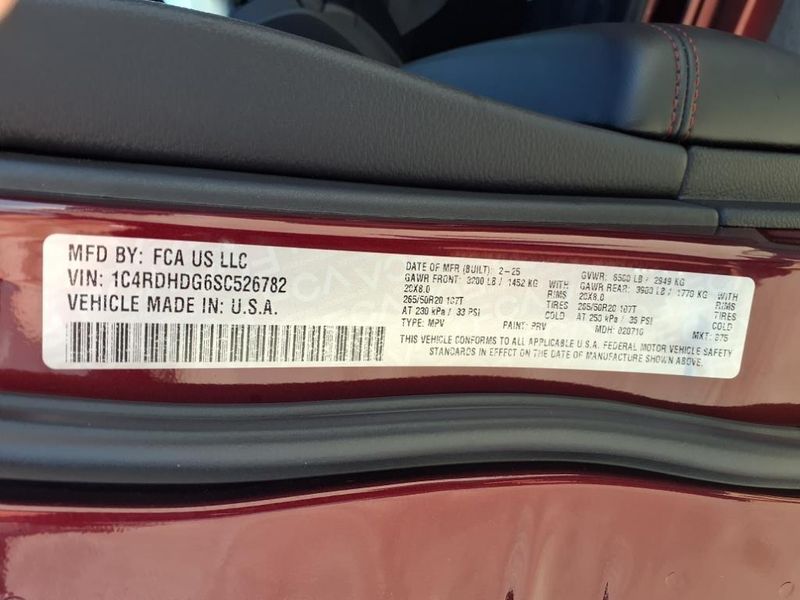 MFD BY: FCA US LLC
VIN: 1C4RDHDG6SC526782
VEHICLE MADE IN: U.S.A.
DATE OF MFR (BUILT): 2-25 GVWR: 6500 LB / 2949 KG
GAWR FRONT: 3200 LB / 1452 KG WITH GAWR REAR: 3900 LB / 1770 KG WITH
20X8.0 RIMS 20X8.0 RIMS
265/50R20 107T TIRES 265/50R20 107T TIRES
AT 230 kPa / 33 PSI COLD AT 250 kPa / 36 PSI COLD
TYPE: MPV PAINT: PRV MDH: 020710 MKT:
THIS VEHICLE CONFORMS TO ALL APPLICABLE U.S.A. FEDERAL MOTOR VEHICLE SAFETY
STANDARDS IN EFFECT ON THE DATE OF MANUFACTURE SHOWN ABOVE.